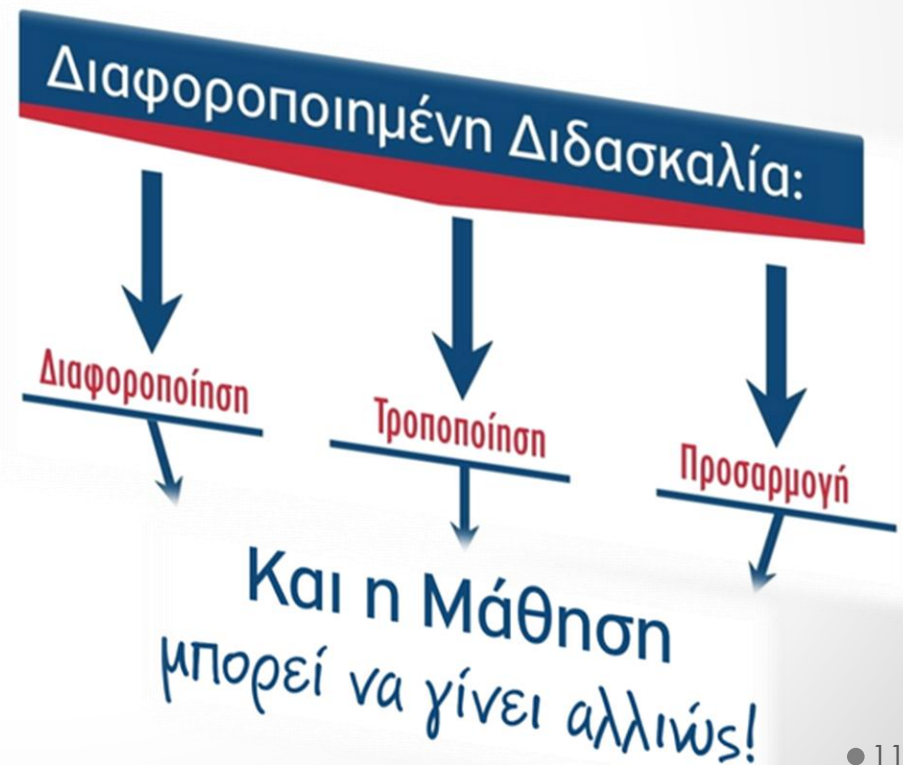 Διαφοροποιημένη Διδασκαλία:
Διαφοροποίηση
Τροποποίηση
Προσαρμογή
Και η Μάθηση
μπορεί να γίνει αλλιώς!
11